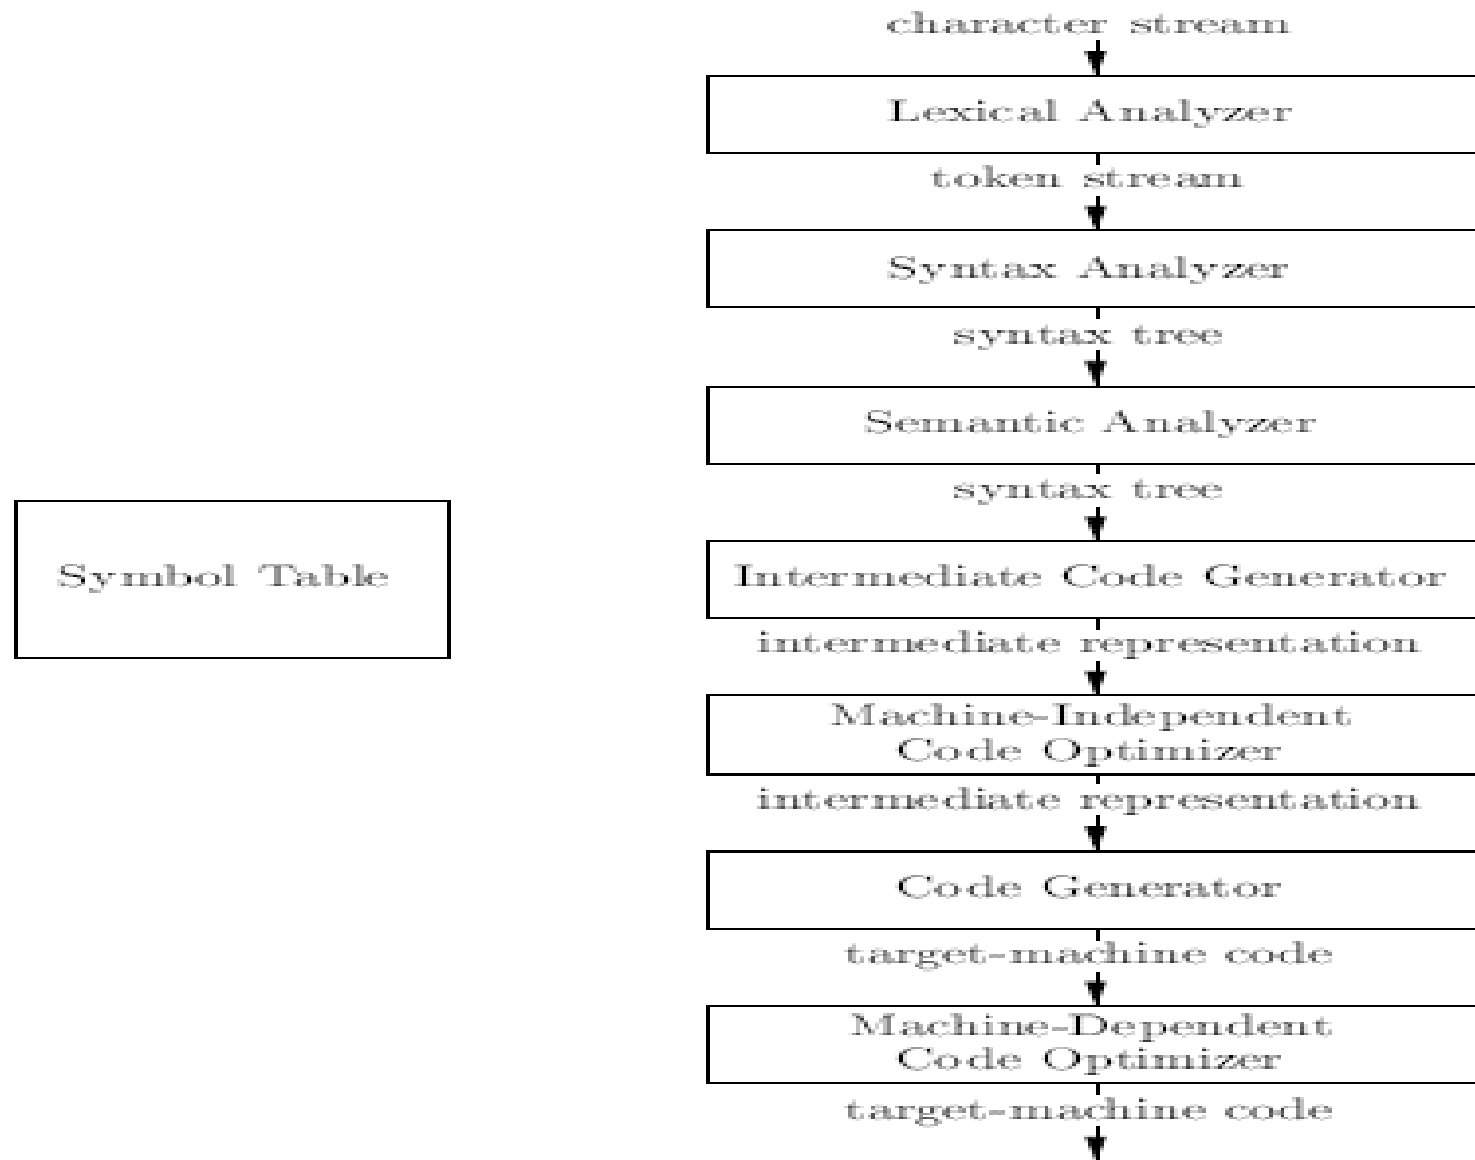 character stream
Lexical Analyzer
token stream
Syntax Analyzer
syntax tree
Semantic Analyzer
syntax tree
Symbol Table
Intermediate Code Generator
intermediate representation
Machine-Independent
Code Optimizer
intermediate representation
Code Generator
target-machine code
Machine-Dependent
Code Optimizer
target-machine code